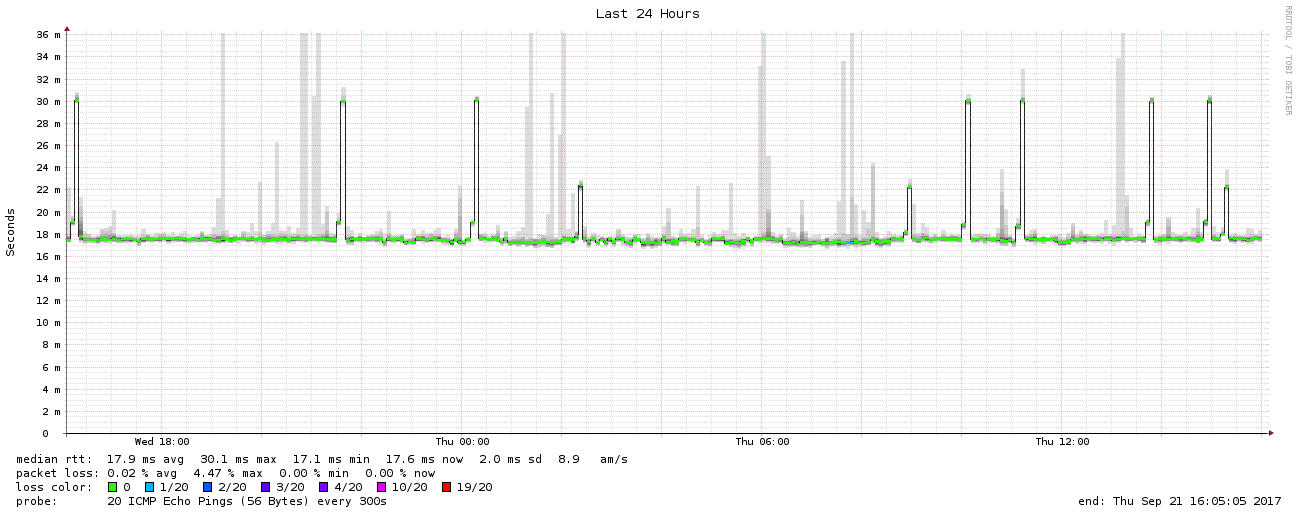 Last 24 Hours
RRDTOOL / TOBI OETIKER
Seconds
36 m
34 m
32 m
30 m
28 m
26 m
24 m
22 m
20 m
18 m
16 m
14 m
12 m
10 m
8 m
6 m
4 m
2 m
0
Wed 18:00 Thu 00:00 Thu 06:00 Thu 12:00
median rtt: 17.9 ms avg 30.1 ms max 17.1 ms min 17.6 ms now 2.0 ms sd 8.9 am/s
packet loss: 0.02 % avg 4.47 % max 0.00 % min 0.00 % now
loss color: 0 1/20 2/20 3/20 4/20 10/20 19/20
probe: 20 ICMP Echo Pings (56 Bytes) every 300s end: Thu Sep 21 16:05:05 2017